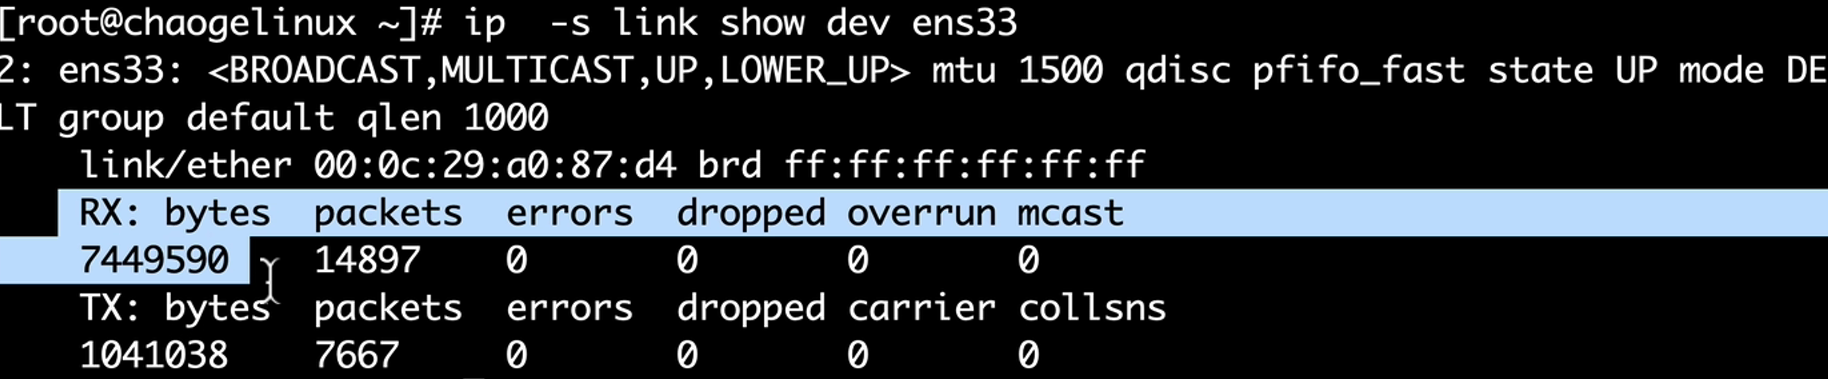 [root@chaogelinux ~]# ip  -s link show dev ens33
2: ens33: <BROADCAST,MULTICAST,UP,LOWER_UP> mtu 1500 qdisc pfifo_fast state UP mode DE
LT group default qlen 1000
    link/ether 00:0c:29:a0:87:d4 brd ff:ff:ff:ff:ff:ff
    RX: bytes  packets  errors  dropped overrun mcast
    7449590    14897    0       0       0       0
    TX: bytes  packets  errors  dropped carrier collsns
    1041038    7667     0       0       0       0